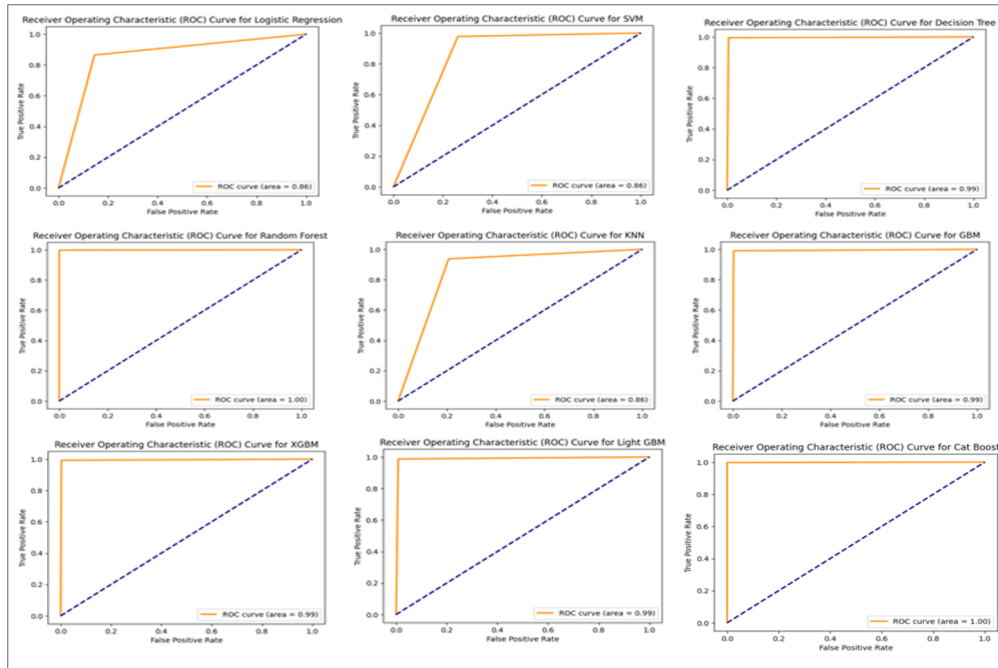 Receiver Operating Characteristic (ROC) Curve for Logistic Regression
1.0
0.8
0.6
0.4
0.2
0.0
True Positive Rate
ROC curve (area = 0.86)
0.0 0.2 0.4 0.6 0.8 1.0
False Positive Rate
Receiver Operating Characteristic (ROC) Curve for SVM
1.0
0.8
0.6
0.4
0.2
0.0
True Positive Rate
ROC curve (area = 0.86)
0.0 0.2 0.4 0.6 0.8 1.0
False Positive Rate
Receiver Operating Characteristic (ROC) Curve for Decision Tree
1.0
0.8
0.6
0.4
0.2
0.0
True Positive Rate
ROC curve (area = 0.99)
0.0 0.2 0.4 0.6 0.8 1.0
False Positive Rate
Receiver Operating Characteristic (ROC) Curve for Random Forest
1.0
0.8
0.6
0.4
0.2
0.0
True Positive Rate
ROC curve (area = 1.00)
0.0 0.2 0.4 0.6 0.8 1.0
False Positive Rate
Receiver Operating Characteristic (ROC) Curve for KNN
1.0
0.8
0.6
0.4
0.2
0.0
True Positive Rate
ROC curve (area = 0.86)
0.0 0.2 0.4 0.6 0.8 1.0
False Positive Rate
Receiver Operating Characteristic (ROC) Curve for GBM
1.0
0.8
0.6
0.4
0.2
0.0
True Positive Rate
ROC curve (area = 0.99)
0.0 0.2 0.4 0.6 0.8 1.0
False Positive Rate
Receiver Operating Characteristic (ROC) Curve for XGBM
1.0
0.8
0.6
0.4
0.2
0.0
True Positive Rate
ROC curve (area = 0.99)
0.0 0.2 0.4 0.6 0.8 1.0
False Positive Rate
Receiver Operating Characteristic (ROC) Curve for Light GBM
1.0
0.8
0.6
0.4
0.2
0.0
True Positive Rate
ROC curve (area = 0.99)
0.0 0.2 0.4 0.6 0.8 1.0
False Positive Rate
Receiver Operating Characteristic (ROC) Curve for Cat Boost
1.0
0.8
0.6
0.4
0.2
0.0
True Positive Rate
ROC curve (area = 1.00)
0.0 0.2 0.4 0.6 0.8 1.0
False Positive Rate